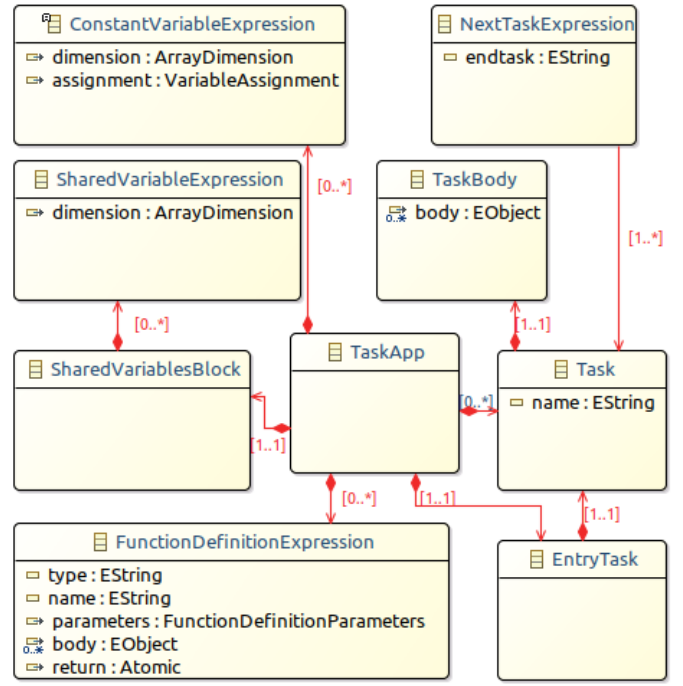 ConstantVariableExpression
dimension : ArrayDimension
assignment : VariableAssignment
NextTaskExpression
endtask : EString
[0..*]
[1..*]
SharedVariableExpression
dimension : ArrayDimension
TaskBody
0..* body : EObject
[0..*]
[1..1]
SharedVariablesBlock
TaskApp
Task
name : EString
[0..*]
[1..1]
[0..*]
[1..1]
[1..1]
FunctionDefinitionExpression
type : EString
name : EString
parameters : FunctionDefinitionParameters
0..* body : EObject
return : Atomic
EntryTask